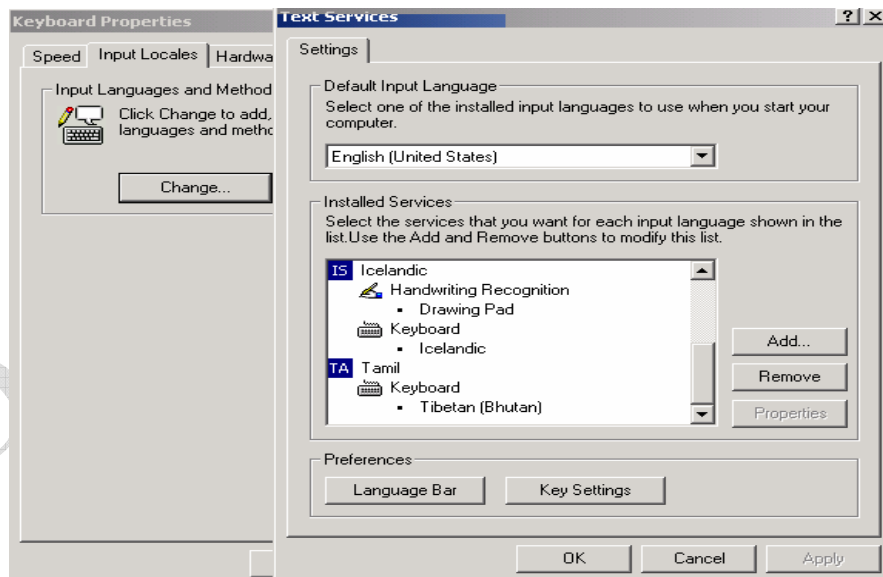 Keyboard Properties
Speed
Input Locales
Hardwa
Input Languages and Method
Click Change to add,
languages and metho
Change...
Text Services
? X
Settings
Default Input Language
Select one of the installed input languages to use when you start your
computer.
English (United States)
Installed Services
Select the services that you want for each input language shown in the
list.Use the Add and Remove buttons to modify this list.
IS Icelandic
Handwriting Recognition
▪ Drawing Pad
Keyboard
▪ Icelandic
TA Tamil
Keyboard
▪ Tibetan (Bhutan)
Add...
Remove
Properties
Preferences
Language Bar
Key Settings
OK
Cancel
Apply